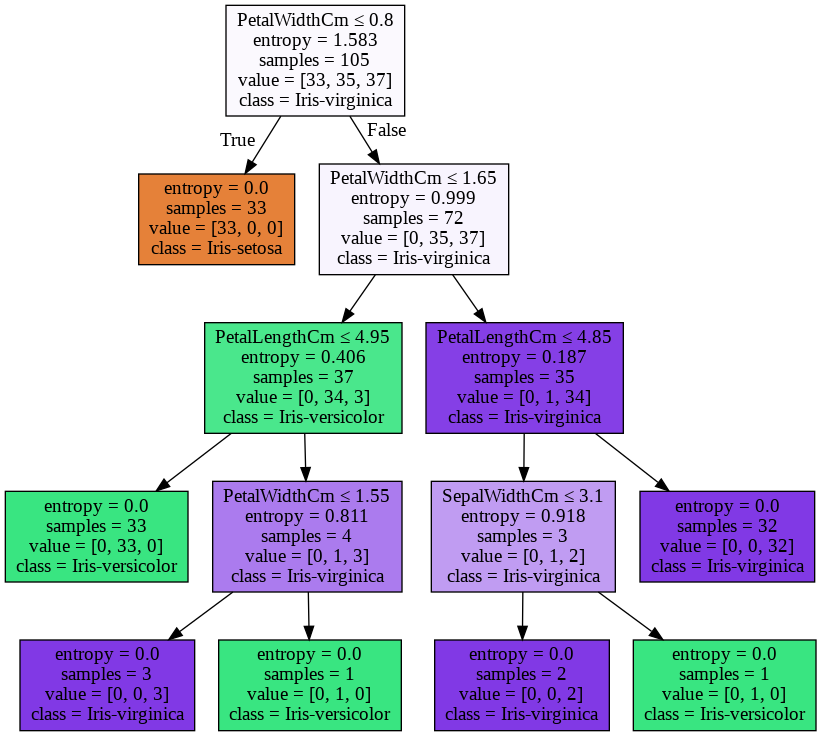 PetalWidthCm ≤ 0.8
entropy = 1.583
samples = 105
value = [33, 35, 37]
class = Iris-virginica
True
False
entropy = 0.0
samples = 33
value = [33, 0, 0]
class = Iris-setosa
PetalWidthCm ≤ 1.65
entropy = 0.999
samples = 72
value = [0, 35, 37]
class = Iris-virginica
PetalLengthCm ≤ 4.95
entropy = 0.406
samples = 37
value = [0, 34, 3]
class = Iris-versicolor
PetalLengthCm ≤ 4.85
entropy = 0.187
samples = 35
value = [0, 1, 34]
class = Iris-virginica
entropy = 0.0
samples = 33
value = [0, 33, 0]
class = Iris-versicolor
PetalWidthCm ≤ 1.55
entropy = 0.811
samples = 4
value = [0, 1, 3]
class = Iris-virginica
SepalWidthCm ≤ 3.1
entropy = 0.918
samples = 3
value = [0, 1, 2]
class = Iris-virginica
entropy = 0.0
samples = 32
value = [0, 0, 32]
class = Iris-virginica
entropy = 0.0
samples = 3
value = [0, 0, 3]
class = Iris-virginica
entropy = 0.0
samples = 1
value = [0, 1, 0]
class = Iris-versicolor
entropy = 0.0
samples = 2
value = [0, 0, 2]
class = Iris-virginica
entropy = 0.0
samples = 1
value = [0, 1, 0]
class = Iris-versicolor